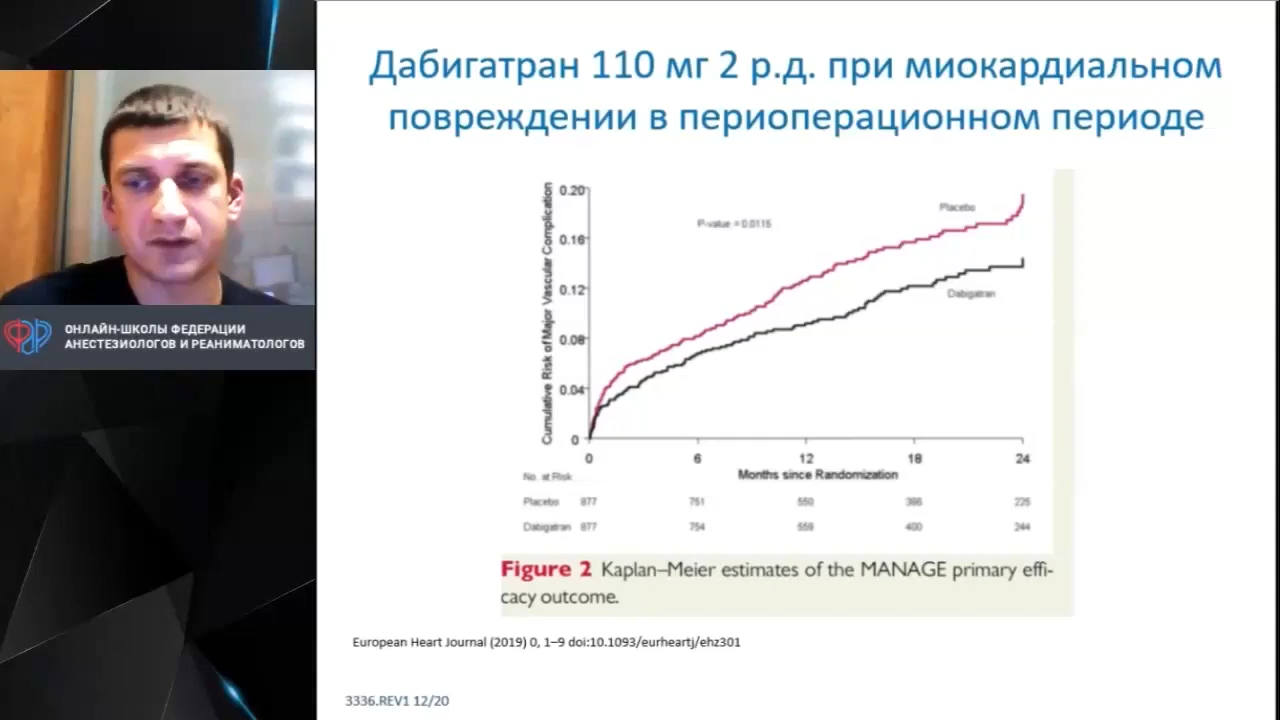 Дабигатран 110 мг 2 р.д. при миокардиальном
повреждении в периоперационном периоде
ОНЛАЙН-ШКОЛЫ ФЕДЕРАЦИИ
АНЕСТЕЗИОЛОГОВ И РЕАНИМАТОЛОГОВ
Cumulative Risk of Major Vascular Complication
0.20
0.16
0.12
0.08
0.04
0
P-value = 0.0115
Placebo
Dabigatran
0 6 12 18 24
Months since Randomization
No. at Risk
Placebo 877 751 550 386 225
Dabigatran 877 754 559 400 244
Figure 2 Kaplan–Meier estimates of the MANAGE primary effi-
cacy outcome.
European Heart Journal (2019) 0, 1–9 doi:10.1093/eurheartj/ehz301
3336.REV1 12/20